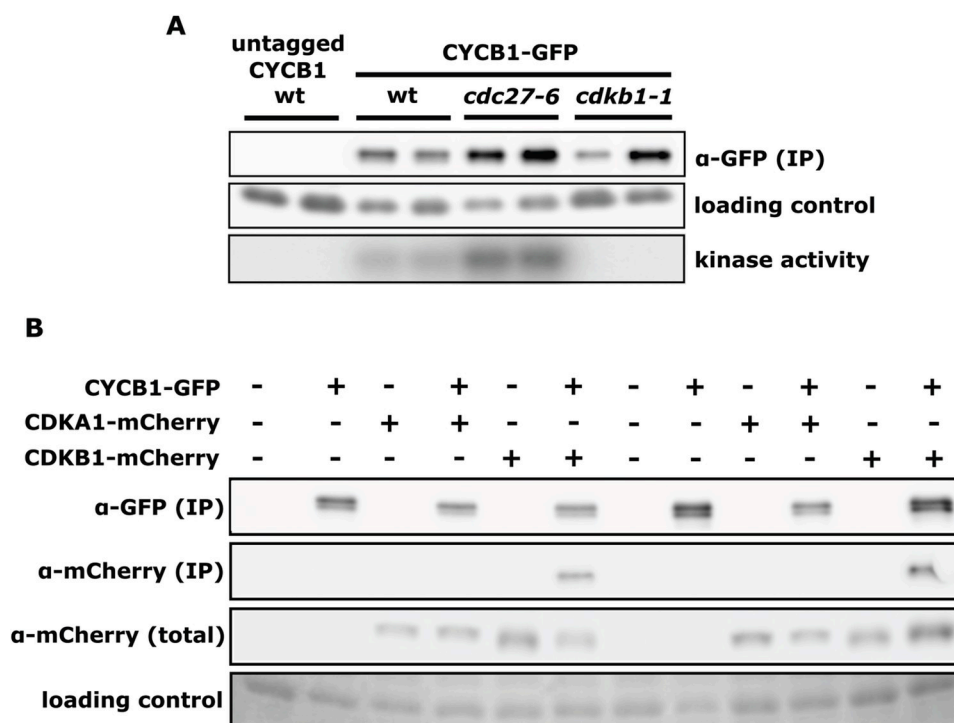 A
untagged
CYCB1
wt
CYCB1-GFP
wt cdc27-6 cdkb1-1
α-GFP (IP)
loading control
kinase activity
B
CYCB1-GFP - + - + - + - + - + - +
CDKA1-mCherry - - + + - - - - + + - -
CDKB1-mCherry - - - - + + - - - - + +
α-GFP (IP)
α-mCherry (IP)
α-mCherry (total)
loading control